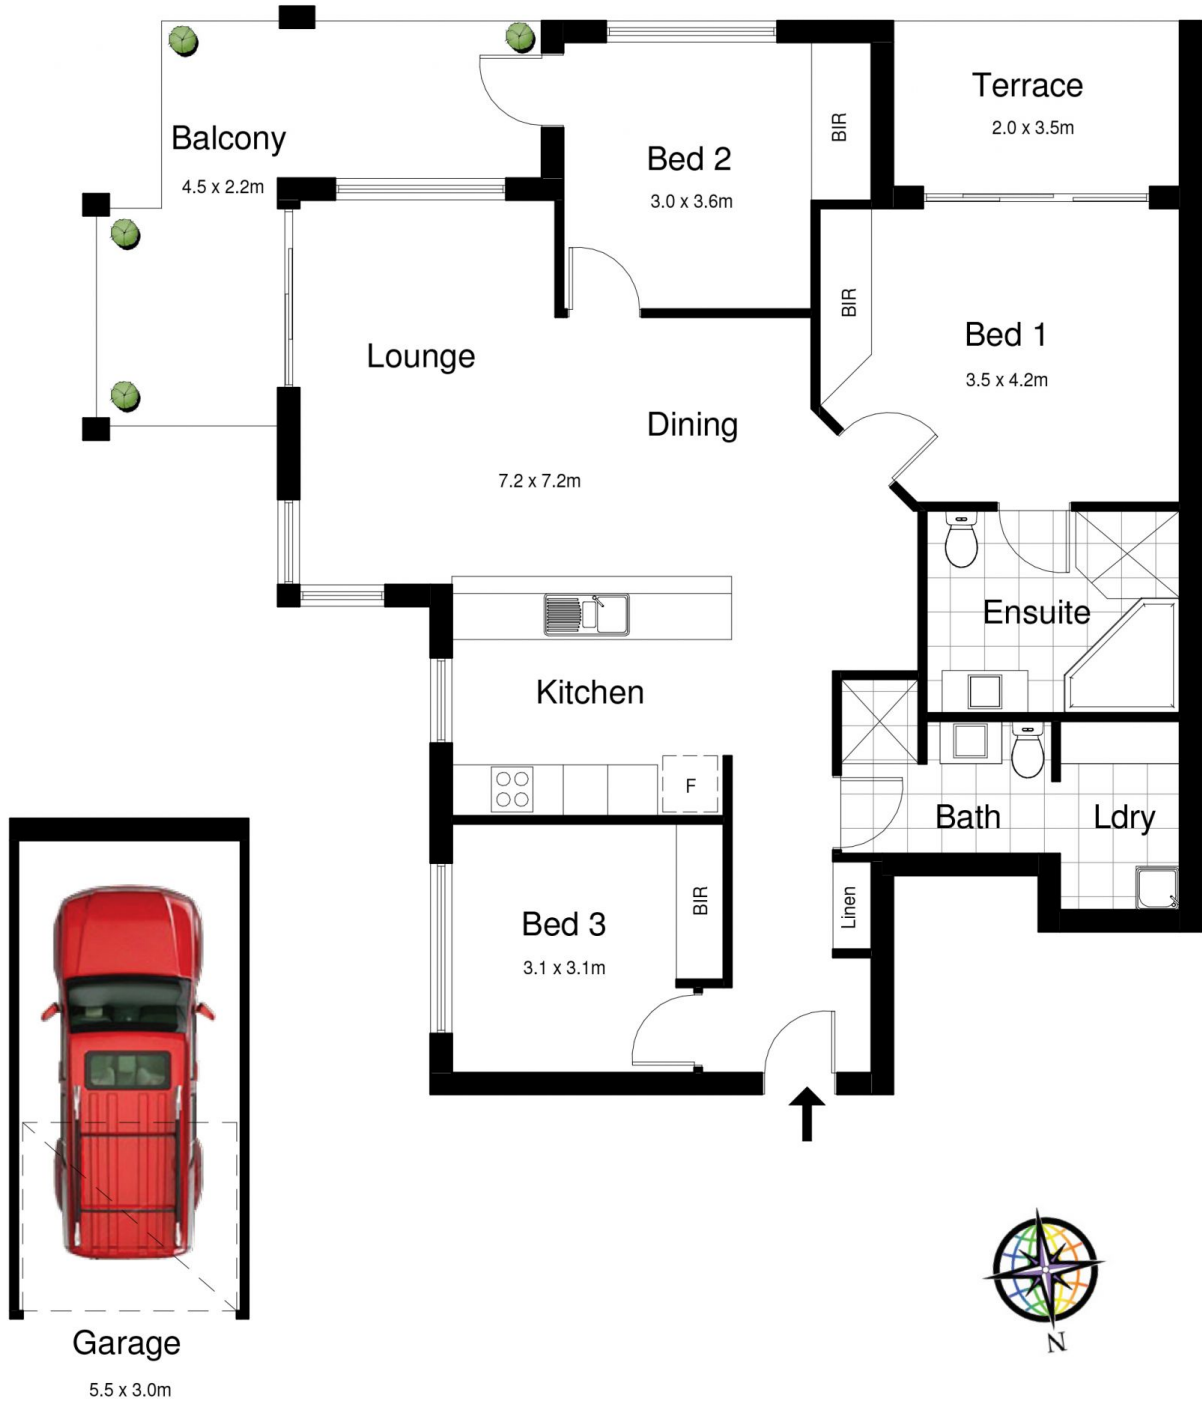 Terrace
2.0 x 3.5m
Balcony
4.5 x 2.2m
Bed 2
3.0 x 3.6m
BIR
BIR
Bed 1
3.5 x 4.2m
Lounge
Dining
7.2 x 7.2m
Ensuite
Kitchen
F
Bath
Ldry
Bed 3
3.1 x 3.1m
BIR
Linen
Garage
5.5 x 3.0m
N